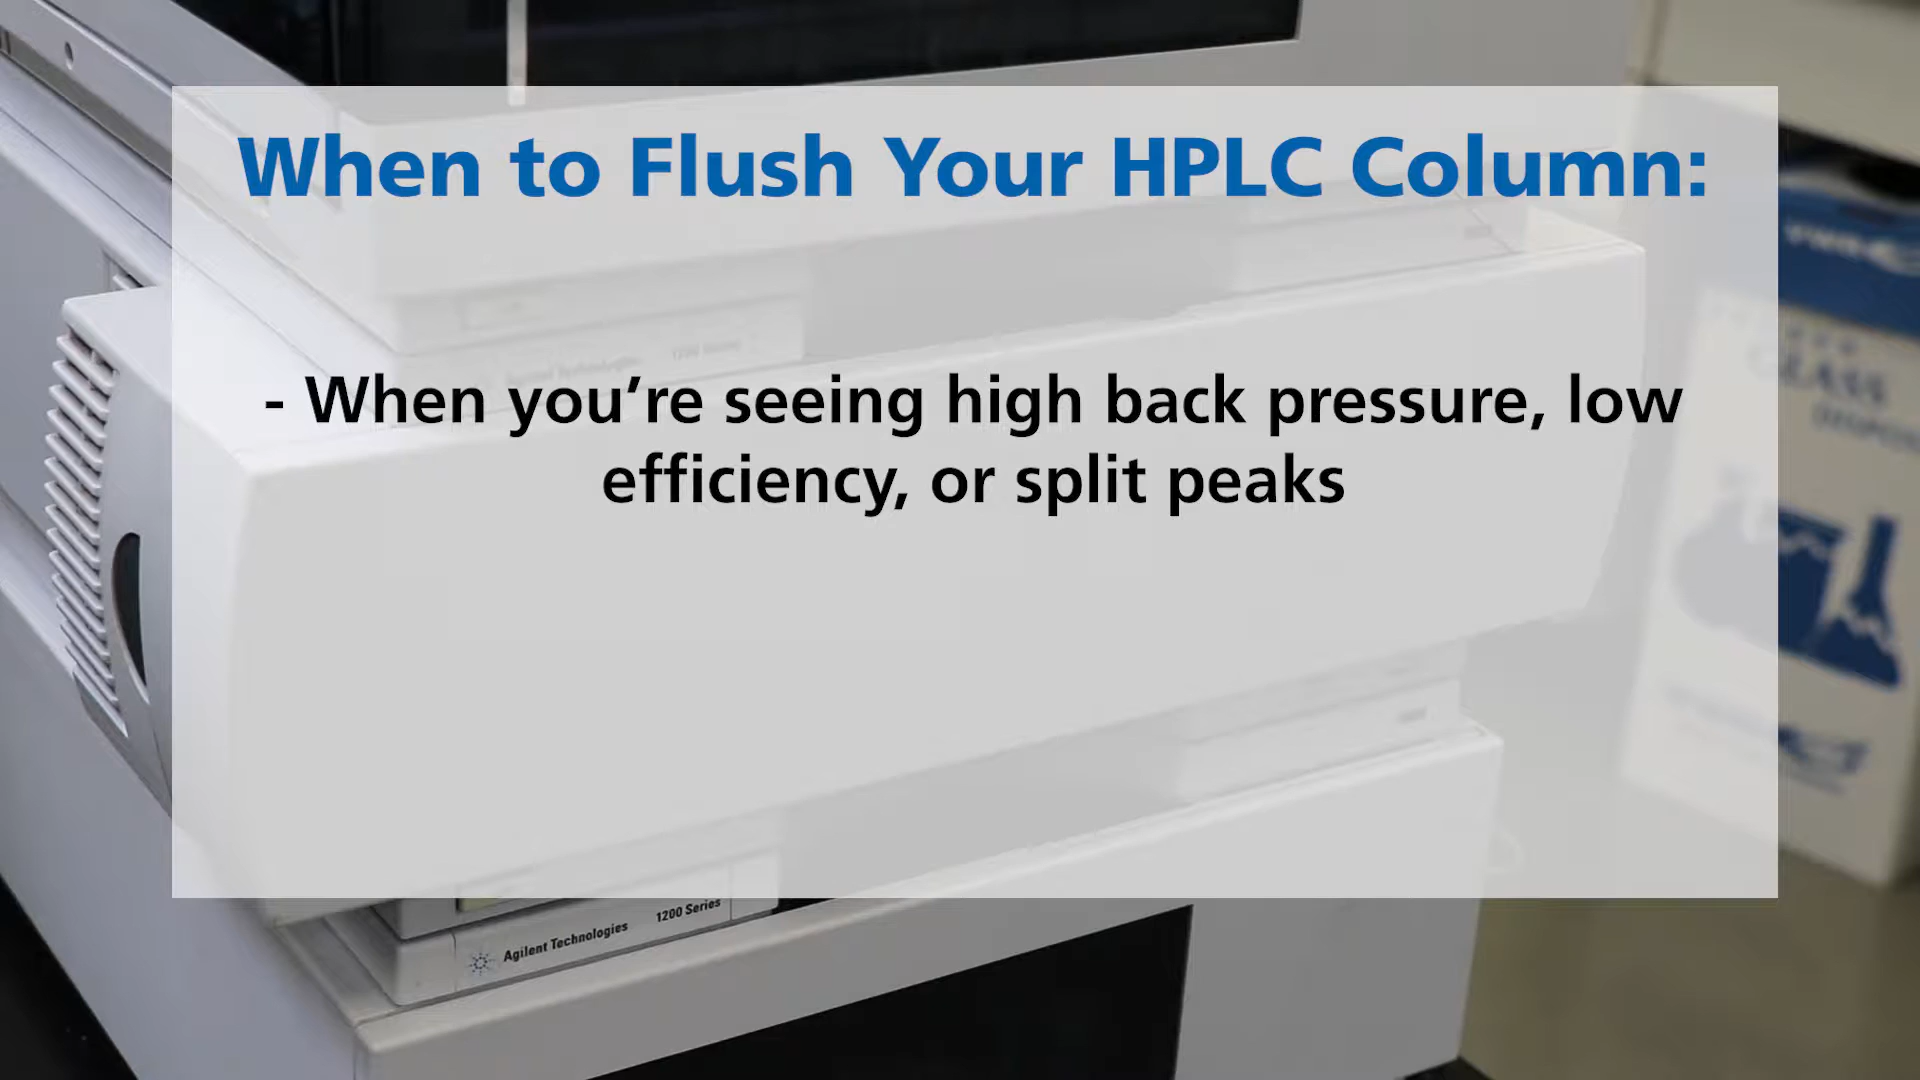 When to Flush Your HPLC Column:
- When you’re seeing high back pressure, low
efficiency, or split peaks
GLASS
Agilent Technologies 1200 Series